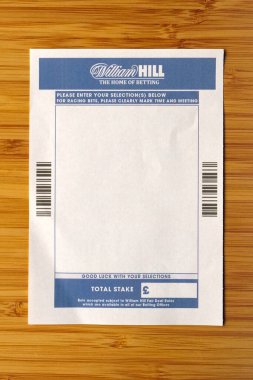 William HILL
THE HOME OF BETTING
PLEASE ENTER YOUR SELECTION(S) BELOW
FOR RACING BETS, PLEASE CLEARLY MARK TIME AND MEETING
GOOD LUCK WITH YOUR SELECTIONS
TOTAL STAKE £
Bets accepted subject to William Hill Fair Deal Rules
which are available in all of our Betting Offices